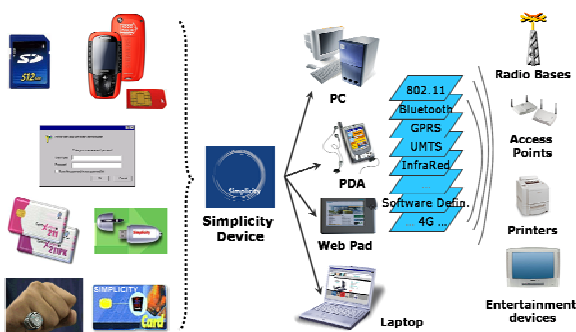 SD
512MB
Simplicity
Simplicity
Device
SIMPLICITY
Card
PC
PDA
Web Pad
Laptop
802.11
Bluetooth
GPRS
UMTS
InfraRed
...
Software Defin.
... 4G ...
Radio Bases
Access
Points
Printers
Entertainment
devices